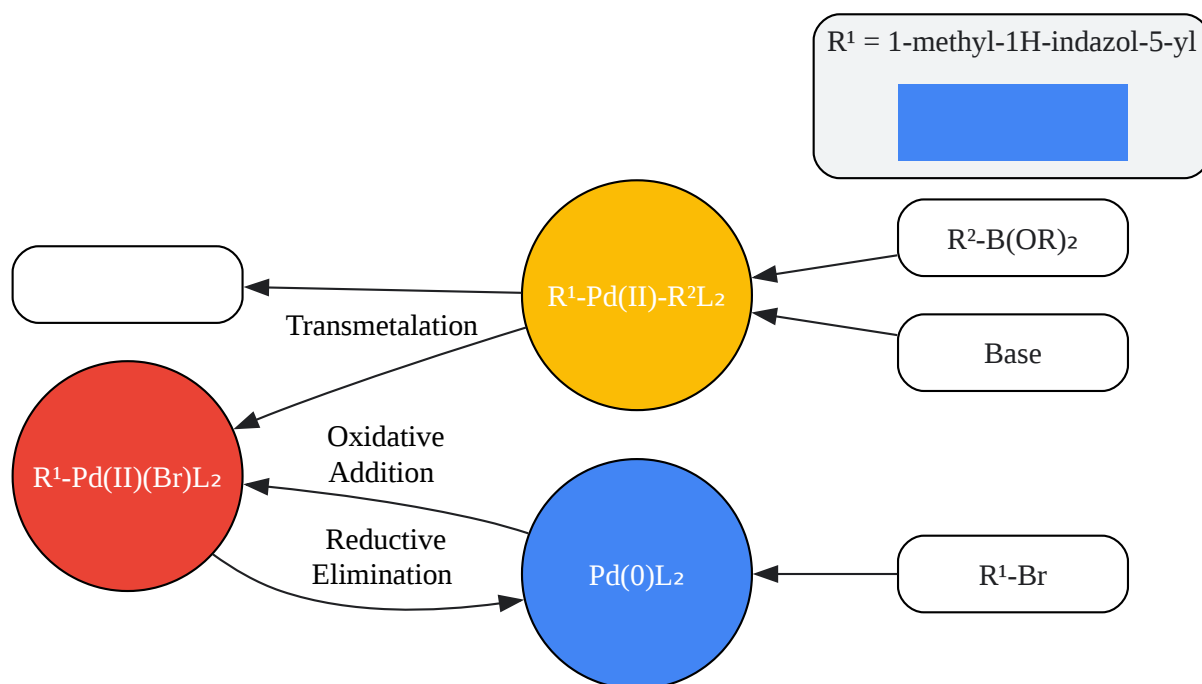 R¹ = 1-methyl-1H-indazol-5-yl
R²-B(OR)₂
R¹-Pd(II)-R²L₂
Transmetalation
Base
Oxidative
Addition
R¹-Pd(II)(Br)L₂
Reductive
Elimination
Pd(0)L₂
R¹-Br